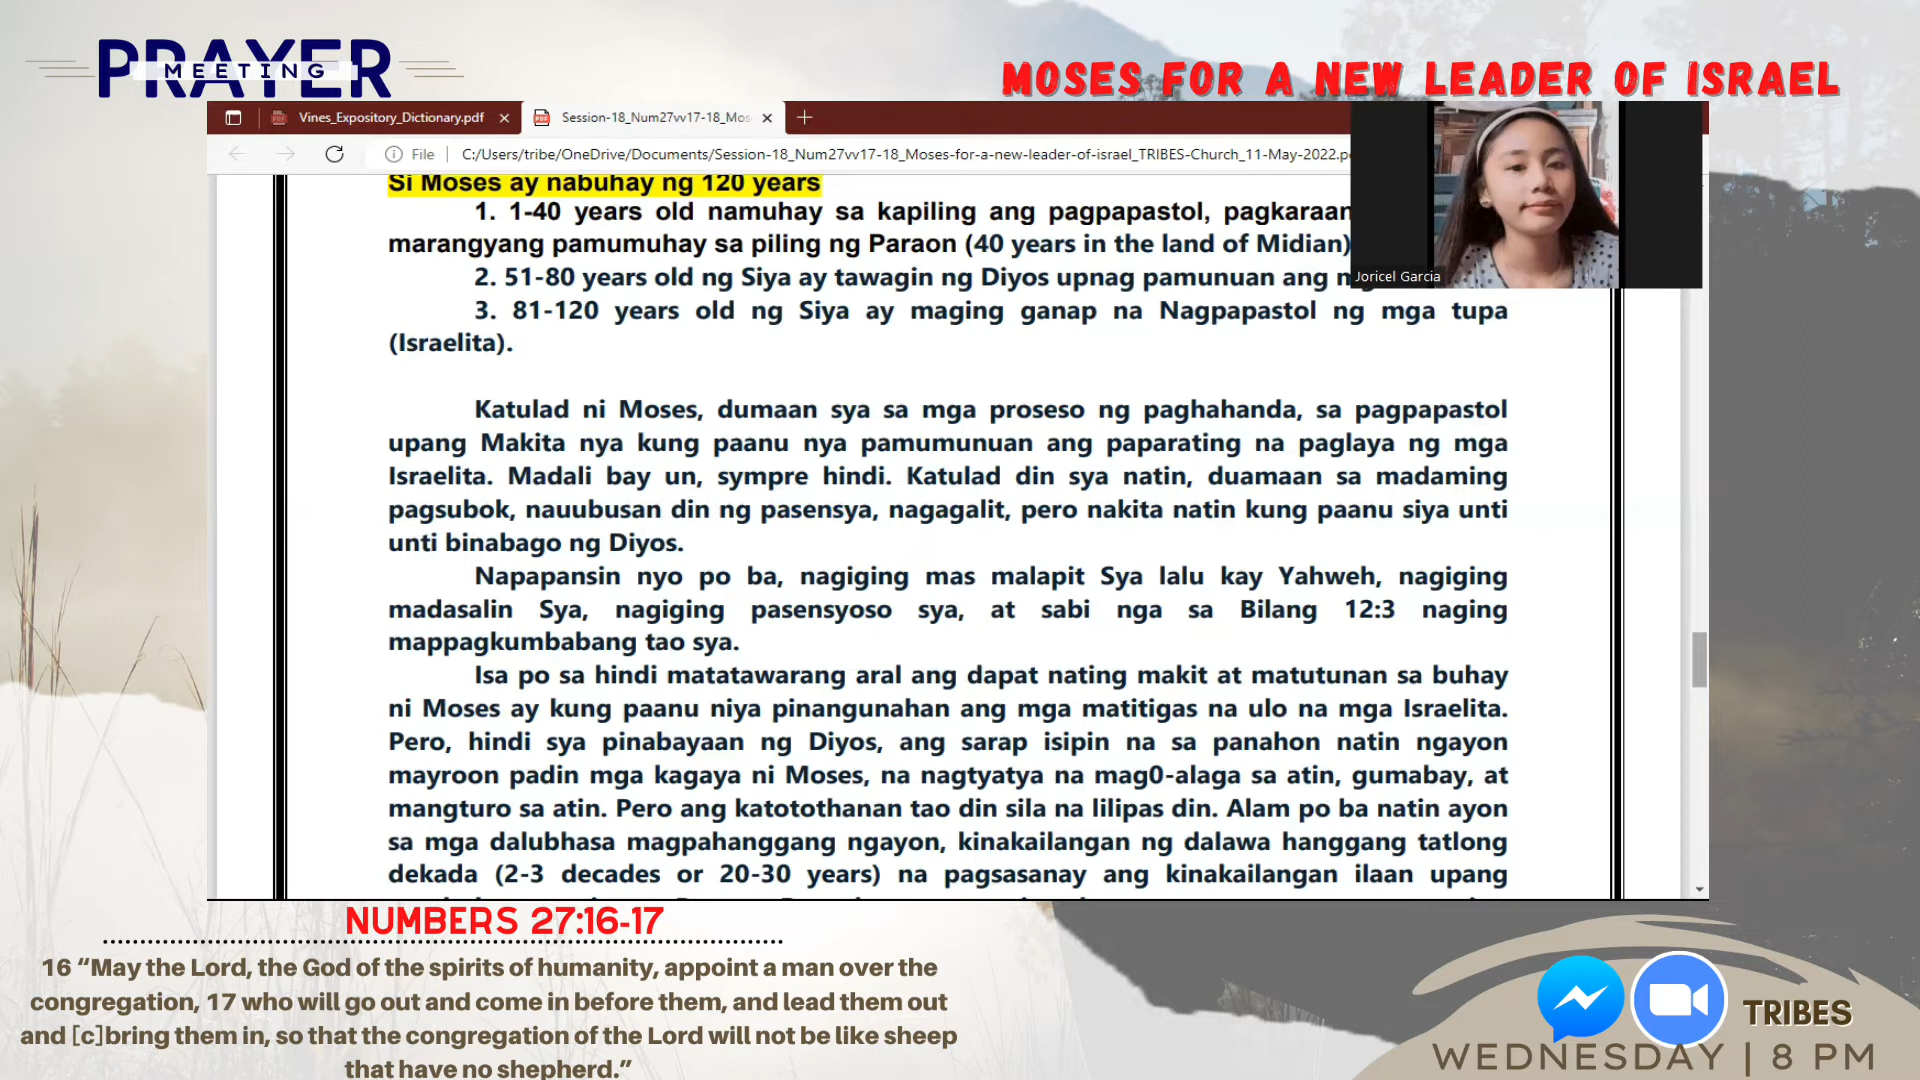 PRAYER
MEETING
MOSES FOR A NEW LEADER OF ISRAEL
Vines_Expository_Dictionary.pdf
Session-18_Num27vv17-18_Mos
File
C:/Users/tribe/OneDrive/Documents/Session-18_Num27vv17-18_Moses-for-a-new-leader-of-israel_TRIBES-Church_11-May-2022.p
Joricel Garcia
Si Moses ay nabuhay ng 120 years
1. 1-40 years old namuhay sa kapiling ang pagpapastol, pagkaraan
marangyang pamumuhay sa piling ng Paraon (40 years in the land of Midian)
2. 51-80 years old ng Siya ay tawagin ng Diyos upnag pamunuan ang
3. 81-120 years old ng Siya ay maging ganap na Nagpapastol ng mga tupa
(Israelita).
Katulad ni Moses, dumaan sya sa mga proseso ng paghahanda, sa pagpapastol
upang Makita nya kung paanu nya pamumunuan ang paparating na paglaya ng mga
Israelita. Madali bay un, sympre hindi. Katulad din sya natin, duamaan sa madaming
pagsubok, nauubusan din ng pasensya, nagagalit, pero nakita natin kung paanu siya unti
unti binabago ng Diyos.
Napapansin nyo po ba, nagiging mas malapit Sya lalu kay Yahweh, nagiging
madasalin Sya, nagiging pasensyoso sya, at sabi nga sa Bilang 12:3 naging
mappagkumbabang tao sya.
Isa po sa hindi matatawarang aral ang dapat nating makit at matutunan sa buhay
ni Moses ay kung paanu niya pinangunahan ang mga matitigas na ulo na mga Israelita.
Pero, hindi sya pinabayaan ng Diyos, ang sarap isipin na sa panahon natin ngayon
mayroon padin mga kagaya ni Moses, na nagtyatya na mag0-alaga sa atin, gumabay, at
mangturo sa atin. Pero ang katotothanan tao din sila na lilipas din. Alam po ba natin ayon
sa mga dalubhasa magpahanggang ngayon, kinakailangan ng dalawa hanggang tatlong
dekada (2-3 decades or 20-30 years) na pagsasanay ang kinakailangan ilaan upang
NUMBERS 27:16-17
16 “May the Lord, the God of the spirits of humanity, appoint a man over the
congregation, 17 who will go out and come in before them, and lead them out
and [c]bring them in, so that the congregation of the Lord will not be like sheep
that have no shepherd.”
TRIBES
WEDNESDAY | 8 PM